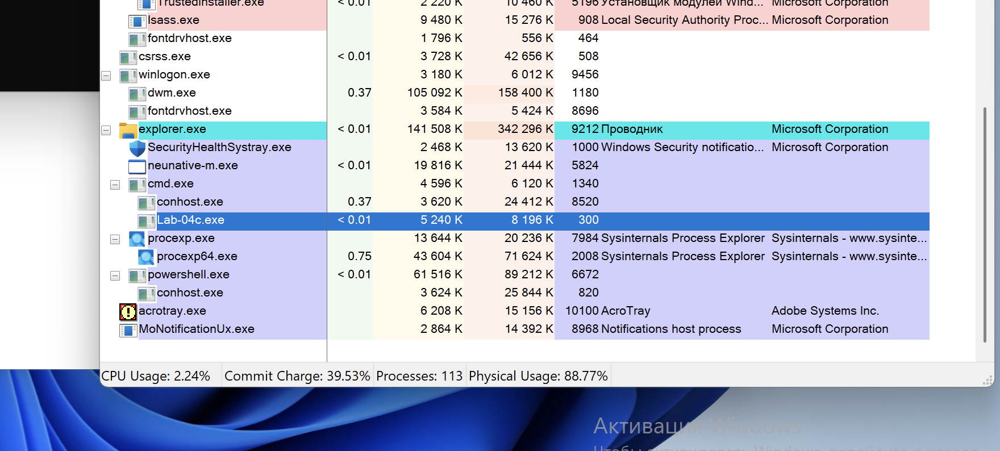 TrustedInstaller.exe < 0.01 2 220 K 10 460 K 5196 Установщик модулей Wind... Microsoft Corporation
lsass.exe 9 480 K 15 276 K 908 Local Security Authority Proc... Microsoft Corporation
fontdrvhost.exe 1 796 K 556 K 464
csrss.exe < 0.01 3 728 K 42 656 K 508
winlogon.exe 3 180 K 6 012 K 9456
dwm.exe 0.37 105 092 K 158 400 K 1180
fontdrvhost.exe 3 584 K 5 424 K 8696
explorer.exe < 0.01 141 508 K 342 296 K 9212 Проводник Microsoft Corporation
SecurityHealthSystray.exe 2 468 K 13 620 K 1000 Windows Security notificatio... Microsoft Corporation
neunative-m.exe < 0.01 19 816 K 21 444 K 5824
cmd.exe 4 596 K 6 120 K 1340
conhost.exe 0.37 3 620 K 24 412 K 8520
Lab-04c.exe < 0.01 5 240 K 8 196 K 300
procexp.exe 13 644 K 20 236 K 7984 Sysinternals Process Explorer Sysinternals - www.sysinte...
procexp64.exe 0.75 43 604 K 71 624 K 2008 Sysinternals Process Explorer Sysinternals - www.sysinte...
powershell.exe < 0.01 61 516 K 89 212 K 6672
conhost.exe 3 624 K 25 844 K 820
acrotray.exe 6 208 K 15 156 K 10100 AcroTray Adobe Systems Inc.
MoNotificationUx.exe 2 864 K 14 392 K 8968 Notifications host process Microsoft Corporation
CPU Usage: 2.24% Commit Charge: 39.53% Processes: 113 Physical Usage: 88.77%
Активация Windows
Чтобы активировать Windows, перейдите в раздел